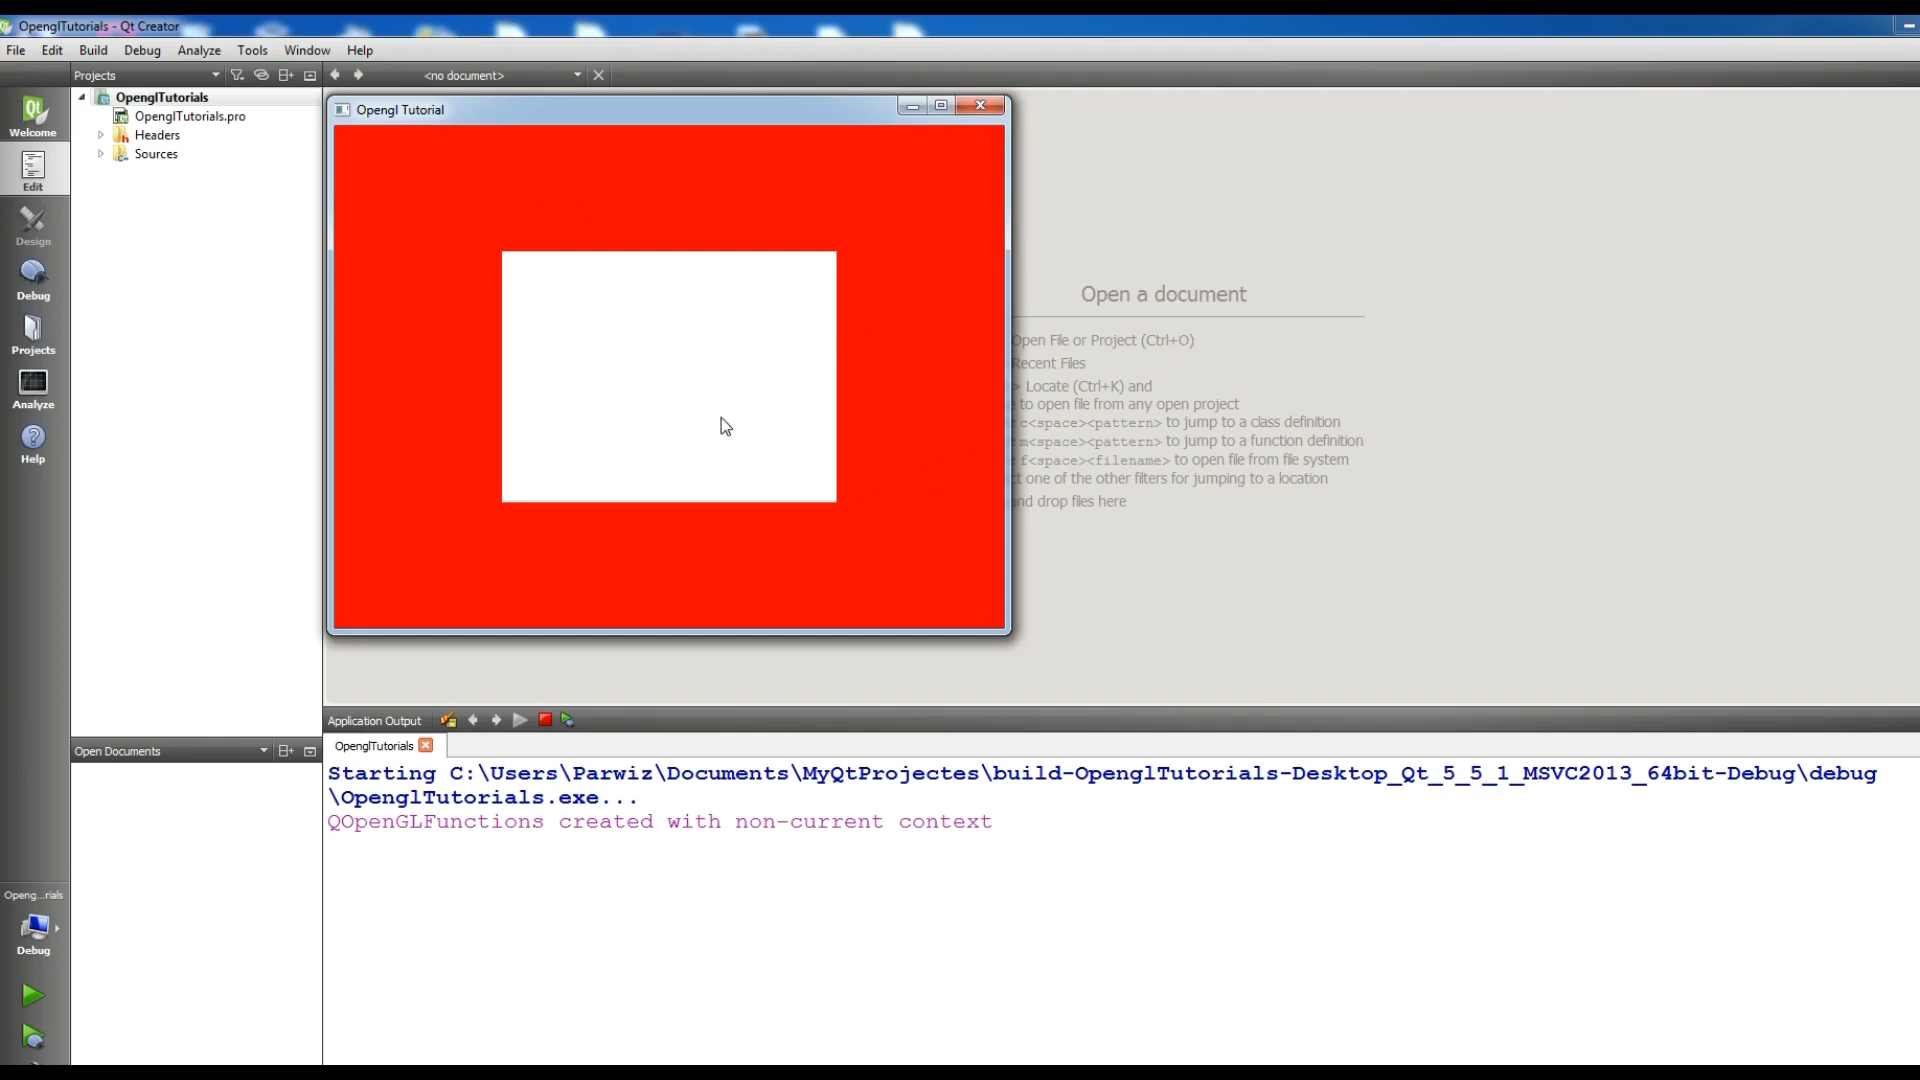 OpenglTutorials - Qt Creator
File Edit Build Debug Analyze Tools Window Help
Projects
<no document>
OpenglTutorials
OpenglTutorials.pro
Headers
Sources
Welcome
Edit
Design
Debug
Projects
Analyze
Help
Opengl Tutorial
Open a document
Open File or Project (Ctrl+O)
Recent Files
> Locate (Ctrl+K) and
to open file from any open project
c<space><pattern> to jump to a class definition
m<space><pattern> to jump to a function definition
f<space><filename> to open file from file system
one of the other filters for jumping to a location
and drop files here
Application Output
Open Documents
OpenglTutorials
Starting C:\Users\Parwiz\Documents\MyQtProjectes\build-OpenglTutorials-Desktop_Qt_5_5_1_MSVC2013_64bit-Debug\debug
\OpenglTutorials.exe...
QOpenGLFunctions created with non-current context
Openg...rials
Debug